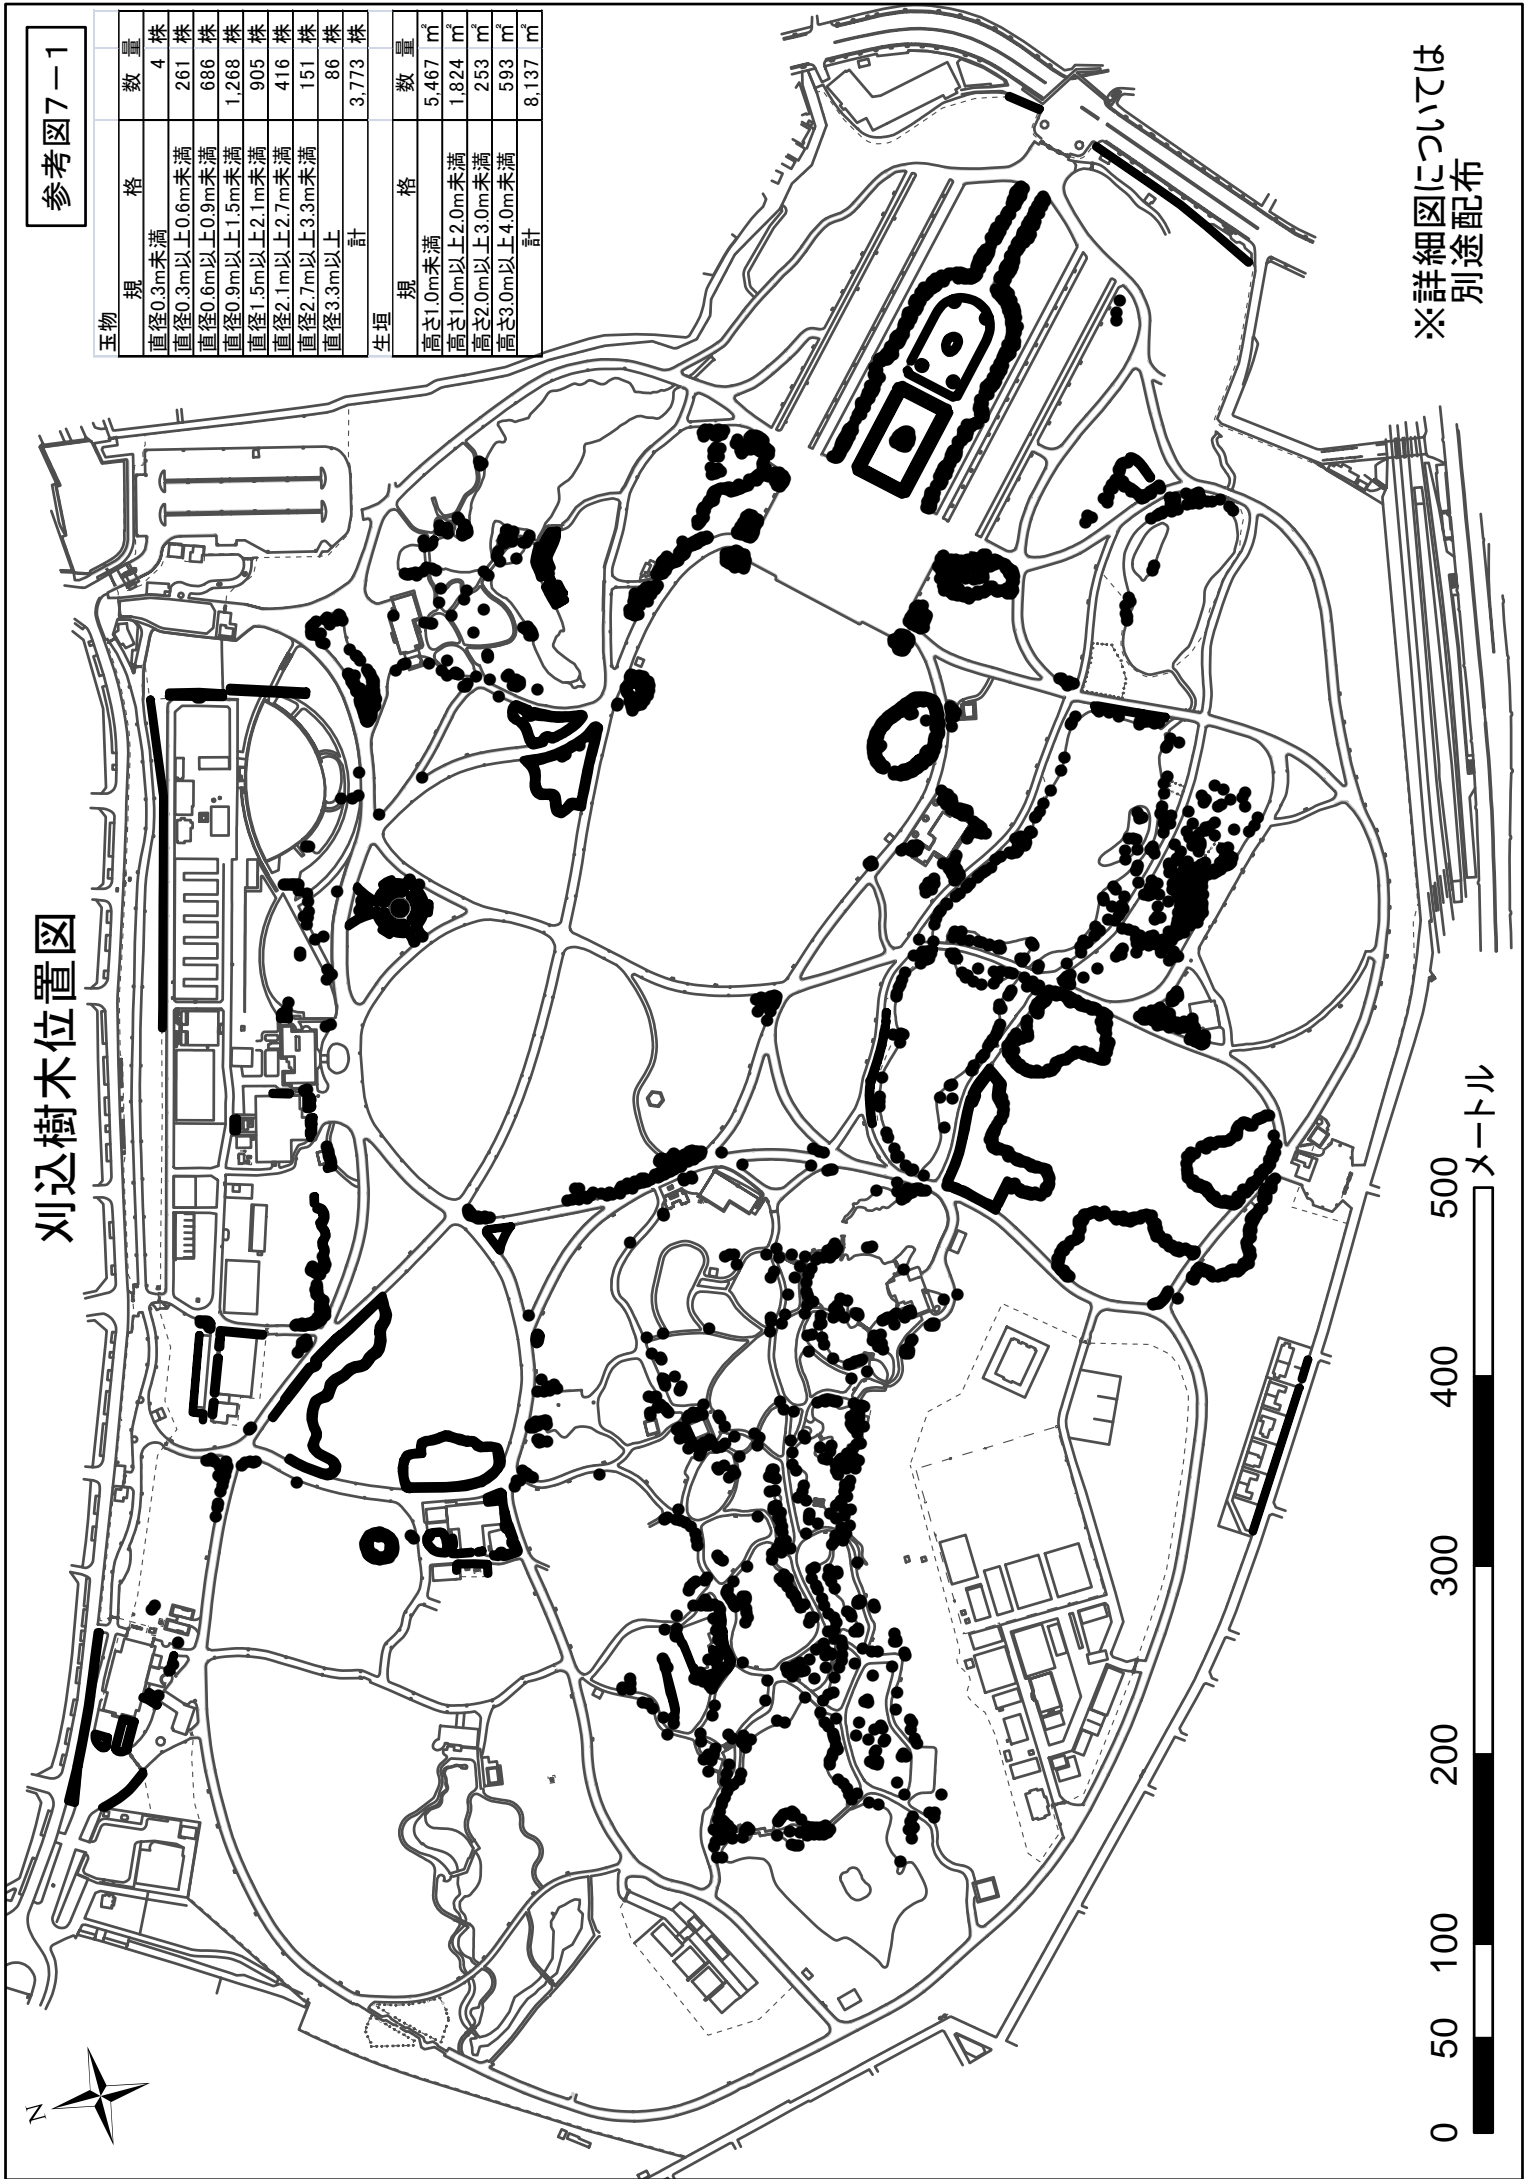 参考図7－1
刈込樹木位置図
玉物
規 格 数 量
直径0.3m未満 4 株
直径0.3m以上0.6m未満 261 株
直径0.6m以上0.9m未満 686 株
直径0.9m以上1.5m未満 1,268 株
直径1.5m以上2.1m未満 905 株
直径2.1m以上2.7m未満 416 株
直径2.7m以上3.3m未満 151 株
直径3.3m以上 86 株
計 3,773 株
生垣
規 格 数 量
高さ1.0m未満 5,467 ㎡
高さ1.0m以上2.0m未満 1,824 ㎡
高さ2.0m以上3.0m未満 253 ㎡
高さ3.0m以上4.0m未満 593 ㎡
計 8,137 ㎡
N
0 50 100 200 300 400 500
メートル
※詳細図については
別途配布